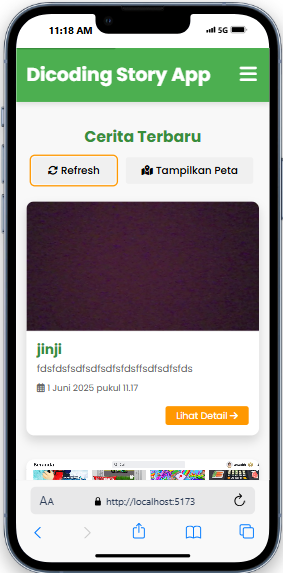 11:18 AM 5G
Dicoding Story App
Cerita Terbaru
Refresh Tampilkan Peta
jinji
fdsfdsfsdfsdfsdfsfdsffsdfsdfsfds
1 Juni 2025 pukul 11.17
Lihat Detail →
Beranda
AA http://localhost:5173